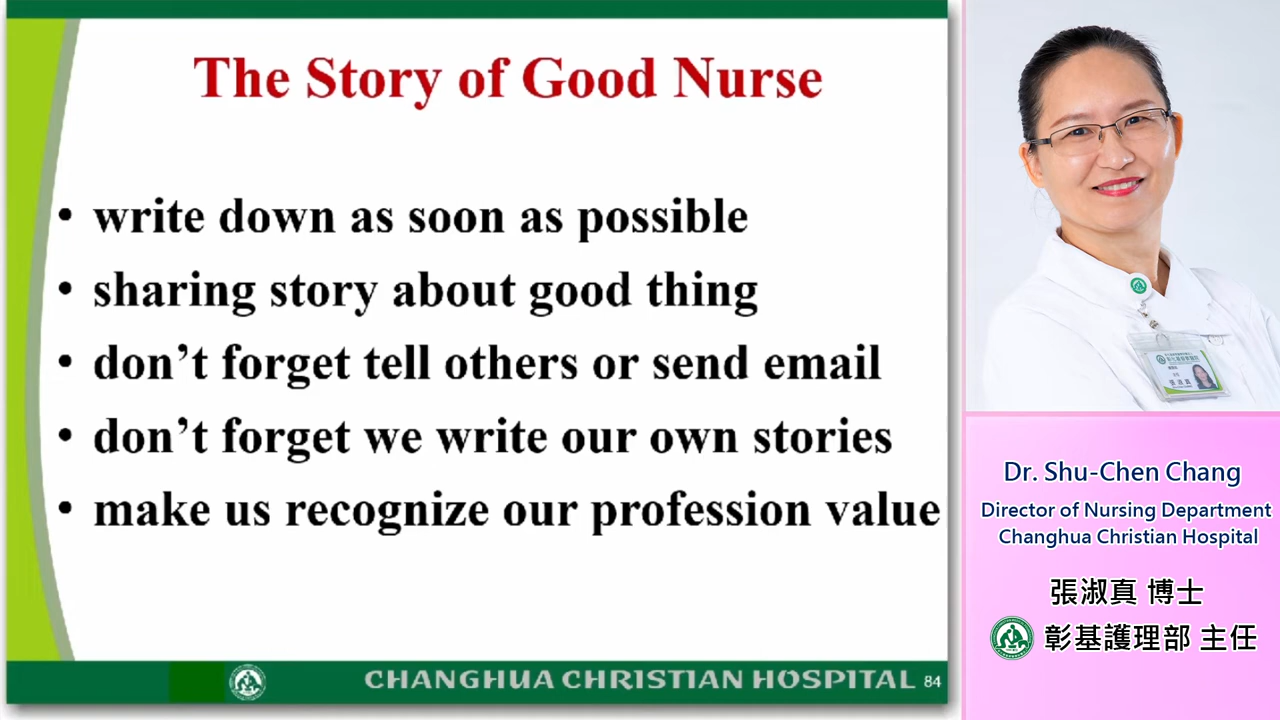 The Story of Good Nurse
• write down as soon as possible
• sharing story about good thing
• don’t forget tell others or send email
• don’t forget we write our own stories
• make us recognize our profession value
CHANGHUA CHRISTIAN HOSPITAL 84
Dr. Shu-Chen Chang
Director of Nursing Department
Changhua Christian Hospital
張淑真 博士
彰基護理部 主任